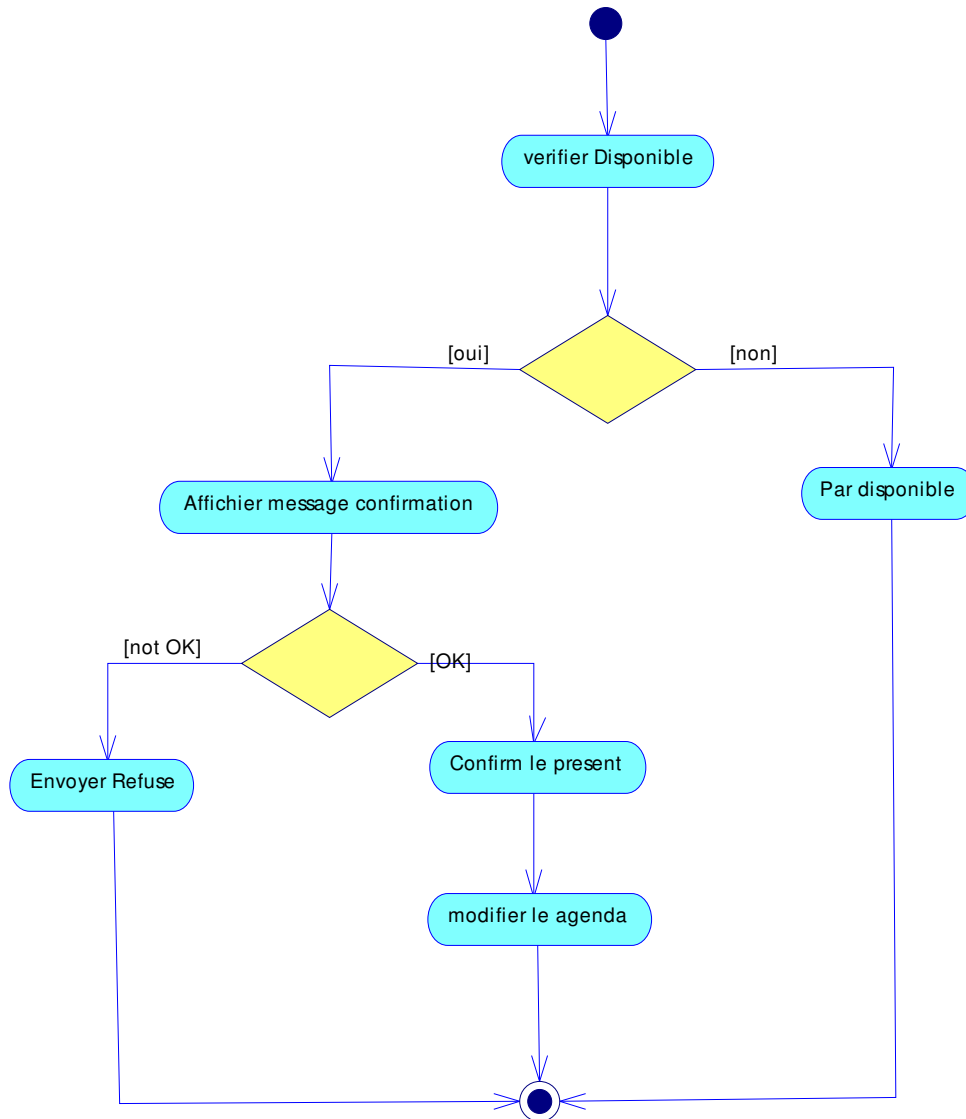 verifier Disponible
[oui]
[non]
Affichier message confirmation
Par disponible
[not OK]
[OK]
Confirm le present
Envoyer Refuse
modifier le agenda